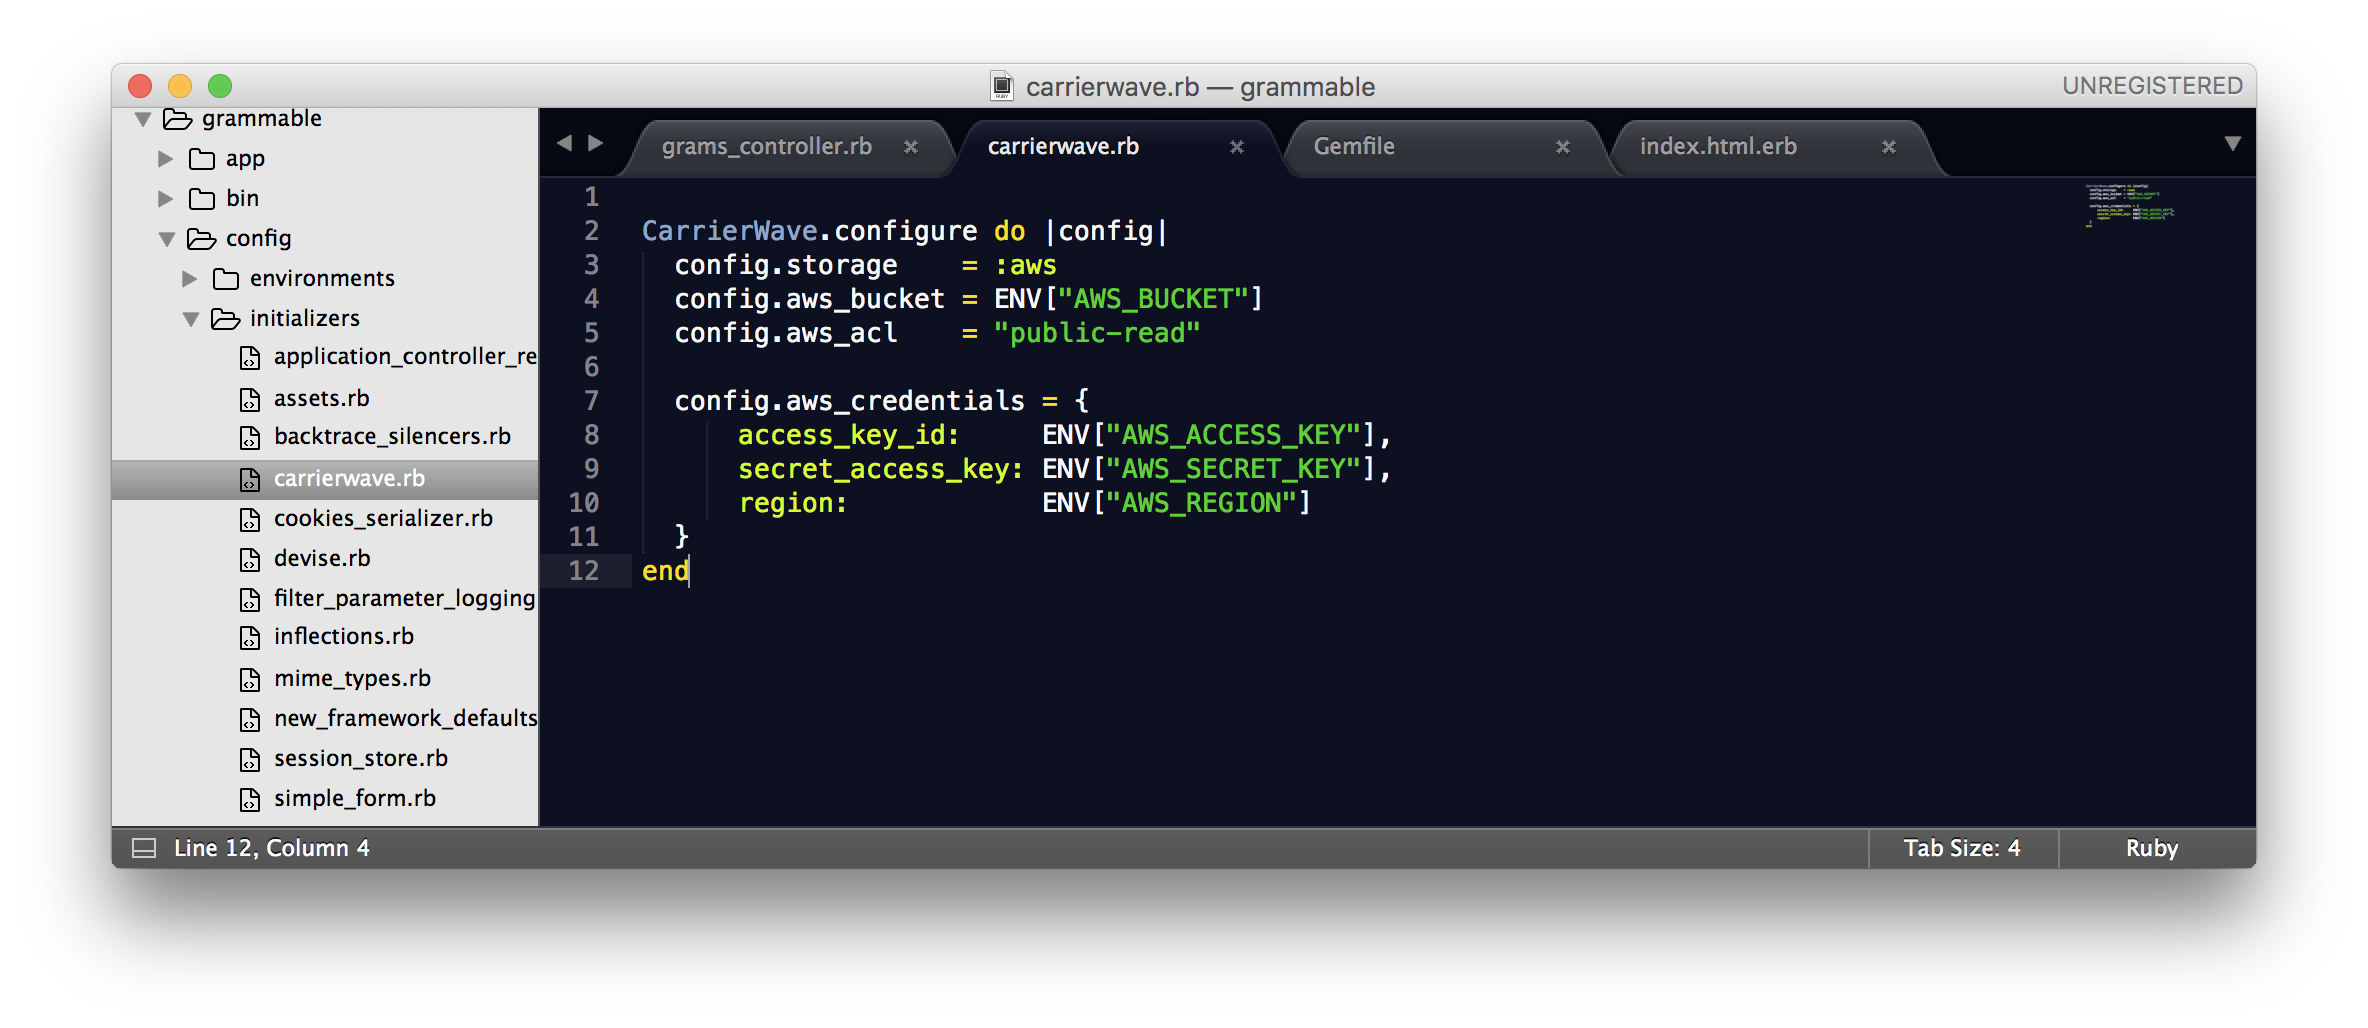 carrierwave.rb — grammable
UNREGISTERED
grammable
app
bin
config
environments
initializers
application_controller_re
assets.rb
backtrace_silencers.rb
carrierwave.rb
cookies_serializer.rb
devise.rb
filter_parameter_logging
inflections.rb
mime_types.rb
new_framework_defaults
session_store.rb
simple_form.rb
grams_controller.rb
carrierwave.rb
Gemfile
index.html.erb
1
2 CarrierWave.configure do |config|
3 config.storage = :aws
4 config.aws_bucket = ENV["AWS_BUCKET"]
5 config.aws_acl = "public-read"
6
7 config.aws_credentials = {
8 access_key_id: ENV["AWS_ACCESS_KEY"],
9 secret_access_key: ENV["AWS_SECRET_KEY"],
10 region: ENV["AWS_REGION"]
11 }
12 end
Line 12, Column 4
Tab Size: 4
Ruby